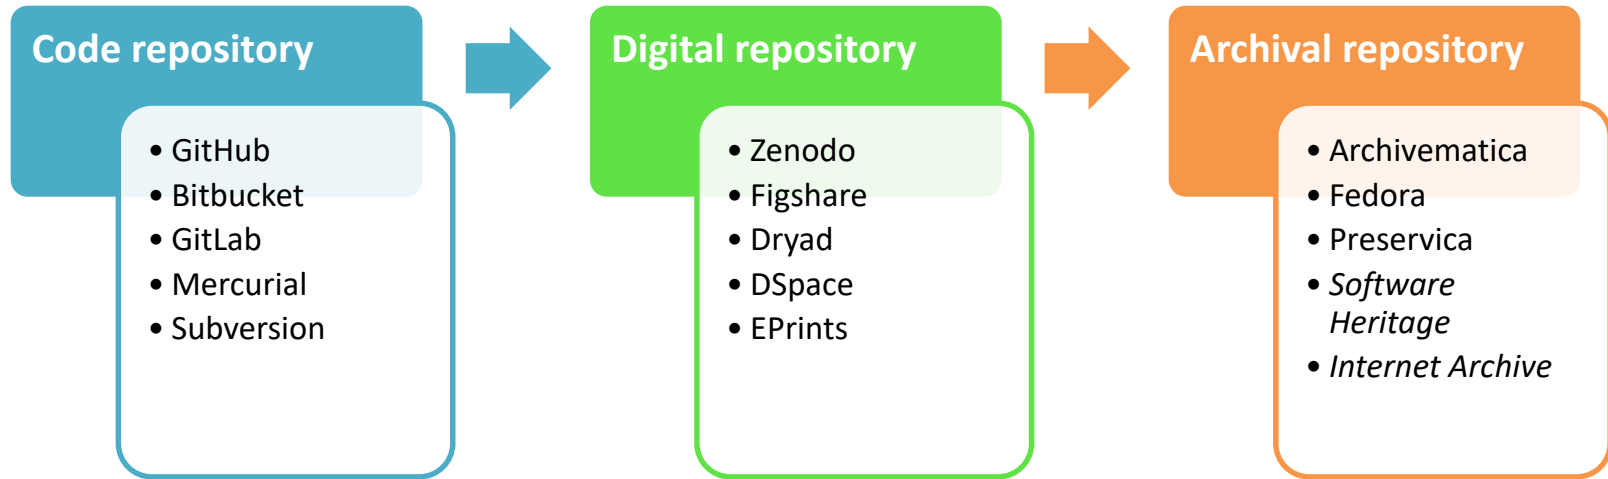 Code repository
• GitHub
• Bitbucket
• GitLab
• Mercurial
• Subversion
Digital repository
• Zenodo
• Figshare
• Dryad
• DSpace
• EPrints
Archival repository
• Archivematica
• Fedora
• Preservica
• Software
Heritage
• Internet Archive